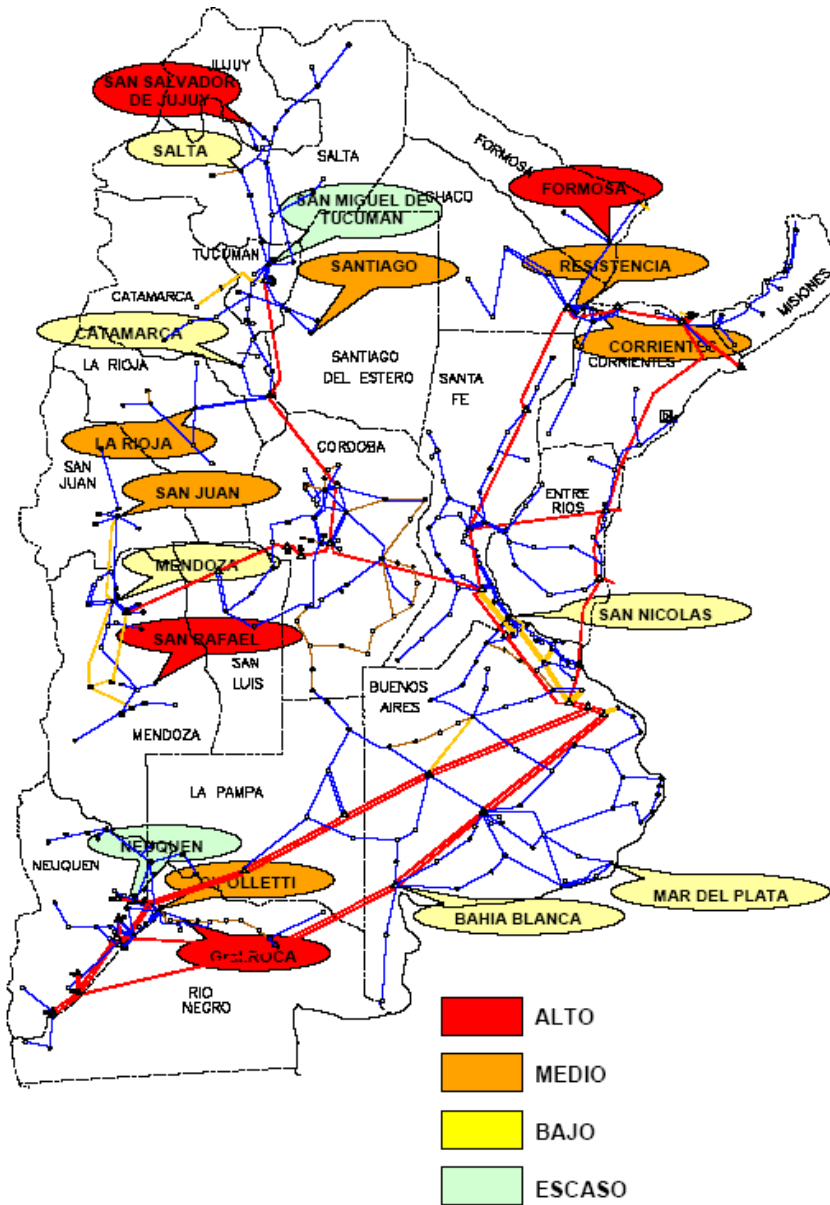 JUJUY
SAN SALVADOR
DE JUJUY
SALTA
SALTA
FORMOSA
FORMOSA
CHACO
SAN MIGUEL DE
TUCUMAN
TUCUMAN
SANTIAGO
RESISTENCIA
MISIONES
CATAMARCA
CATAMARCA
CORRIENTES
CORRIENTES
LA RIOJA
SANTIAGO
DEL ESTERO
SANTA
FE
LA RIOJA
CORDOBA
SAN
JUAN
SAN JUAN
ENTRE
RIOS
MENDOZA
SAN NICOLAS
SAN RAFAEL
SAN
LUIS
BUENOS
AIRES
MENDOZA
LA PAMPA
NEUQUEN
NEUQUEN
OLLETTI
MAR DEL PLATA
BAHIA BLANCA
Gral.ROCA
RIO
NEGRO
ALTO
MEDIO
BAJO
ESCASO